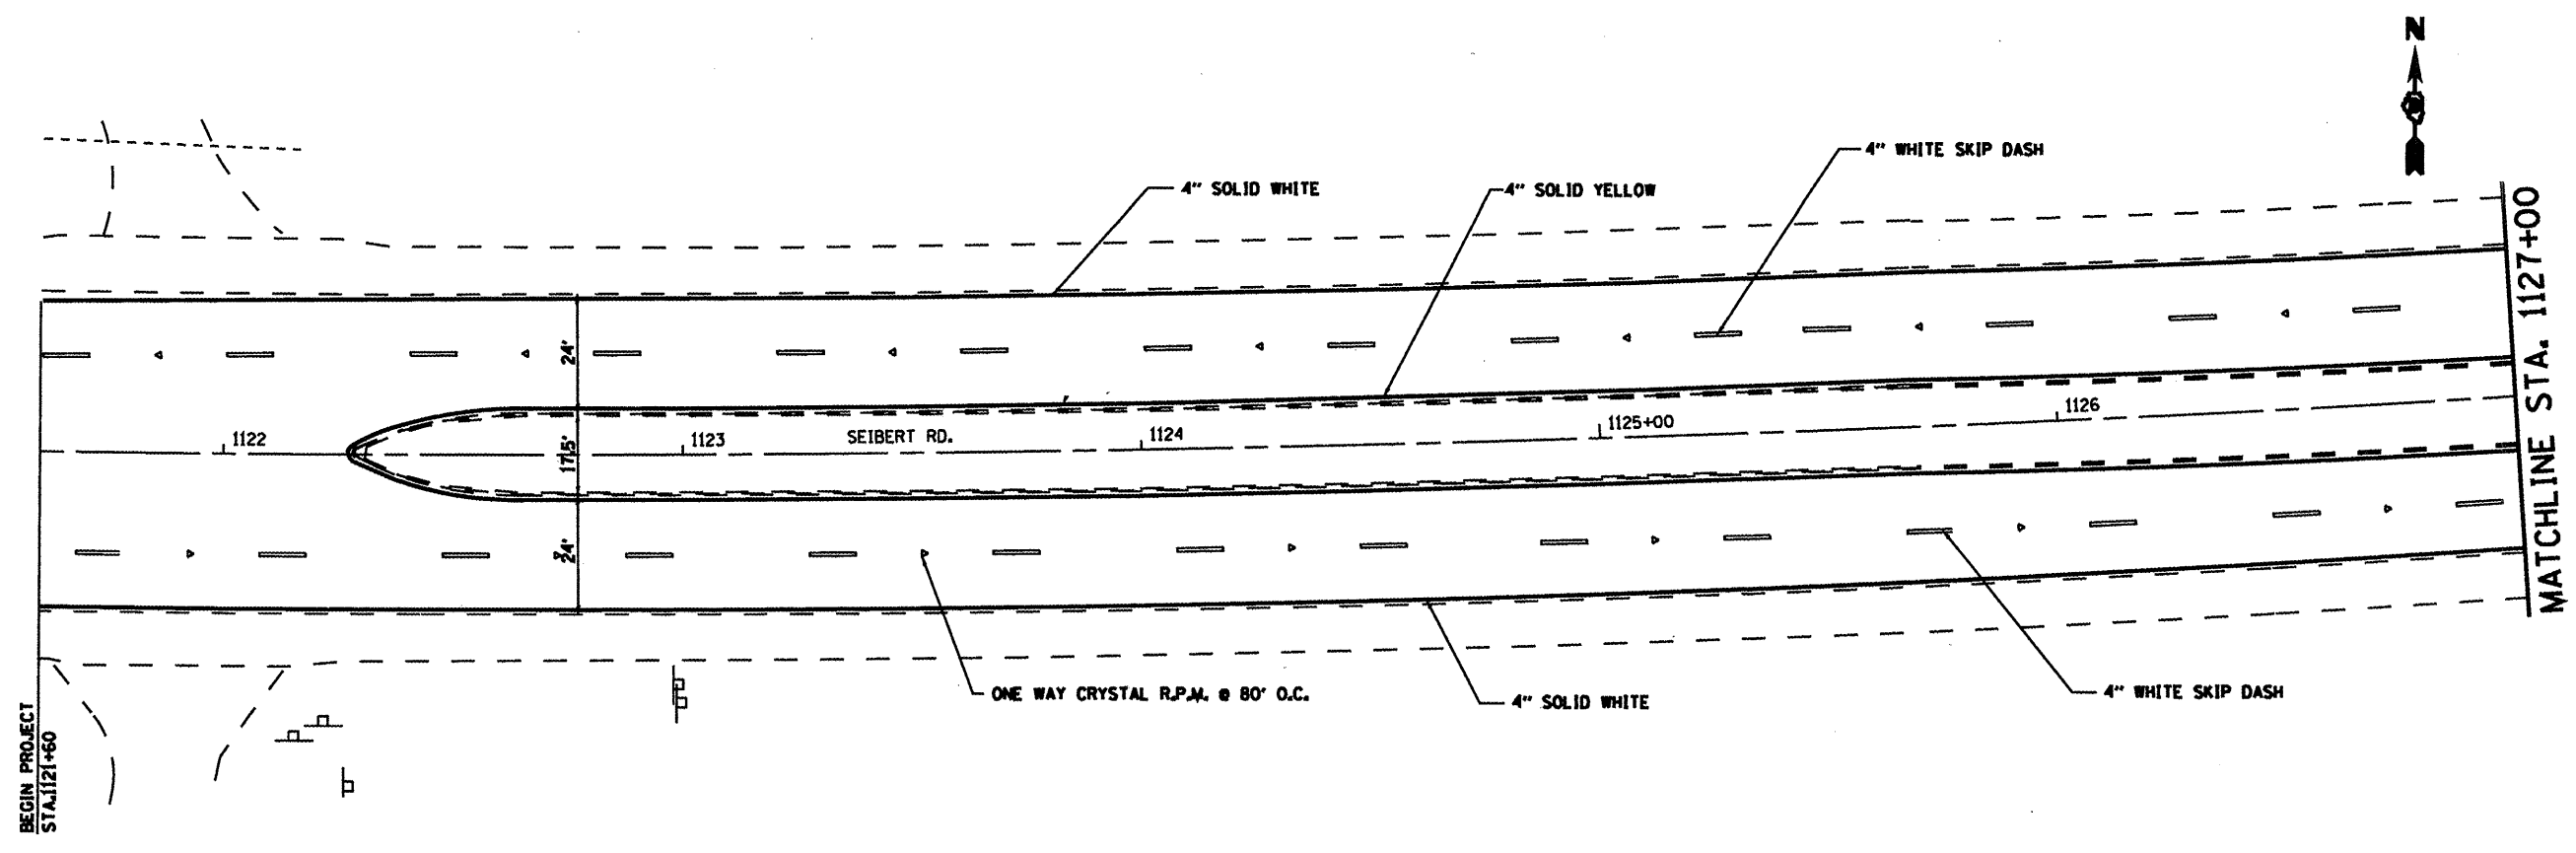 N
4" WHITE SKIP DASH
4" SOLID WHITE
4" SOLID YELLOW
MATCHLINE STA. 1127+00
24'
1122
17.5'
1123
SEIBERT RD.
1124
1125+00
1126
24'
ONE WAY CRYSTAL R.P.M. @ 80' O.C.
4" SOLID WHITE
4" WHITE SKIP DASH
BEGIN PROJECT
STA.1121+60